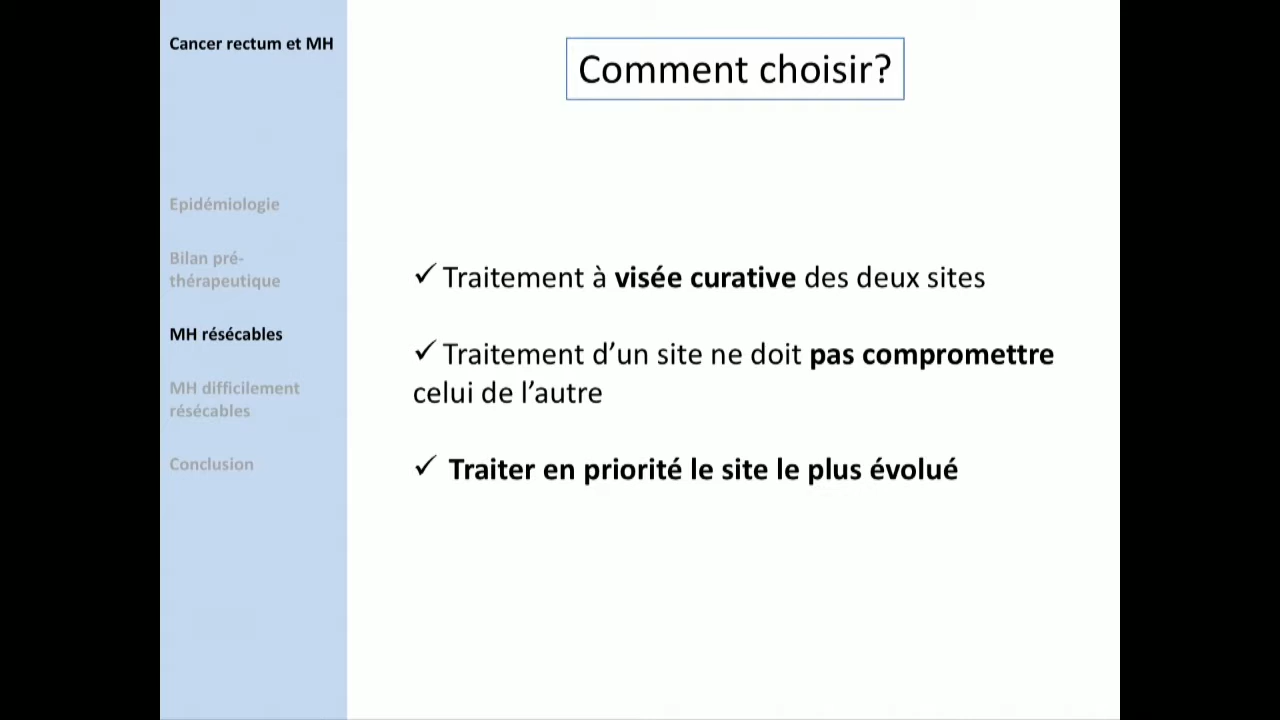 Cancer rectum et MH
Epidémiologie
Bilan pré-
thérapeutique
MH résécables
MH difficilement
résécables
Conclusion
Comment choisir?
✓ Traitement à visée curative des deux sites
✓ Traitement d’un site ne doit pas compromettre
celui de l’autre
✓ Traiter en priorité le site le plus évolué